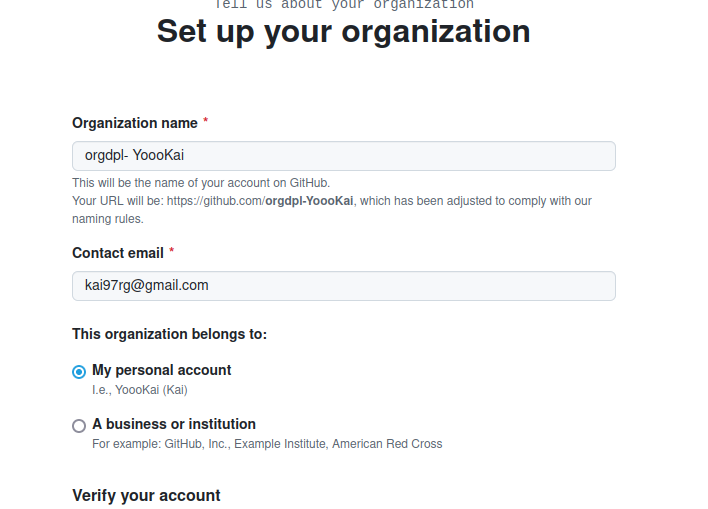 Tell us about your organization
Set up your organization
Organization name *
orgdpl- YoooKai
This will be the name of your account on GitHub.
Your URL will be: https://github.com/orgdpl-YoooKai, which has been adjusted to comply with our
naming rules.
Contact email *
kai97rg@gmail.com
This organization belongs to:
My personal account
I.e., YoooKai (Kai)
A business or institution
For example: GitHub, Inc., Example Institute, American Red Cross
Verify your account